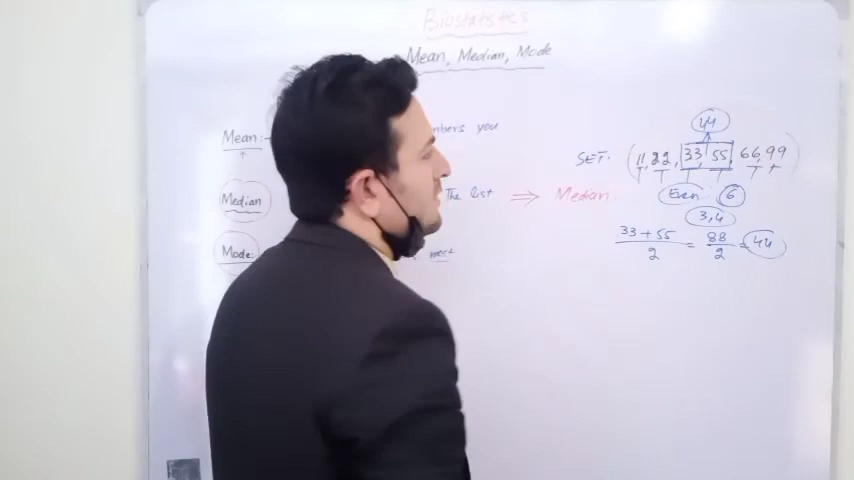 Biostatistics
Mean, Median, Mode
Mean:-
mbers you
Median
The list
Mode:
most
44
SET. (11, 22, 33, 55, 66, 99)
⇒ Median
Even: 6
3,4
33 + 55 / 2 = 88 / 2 = 44